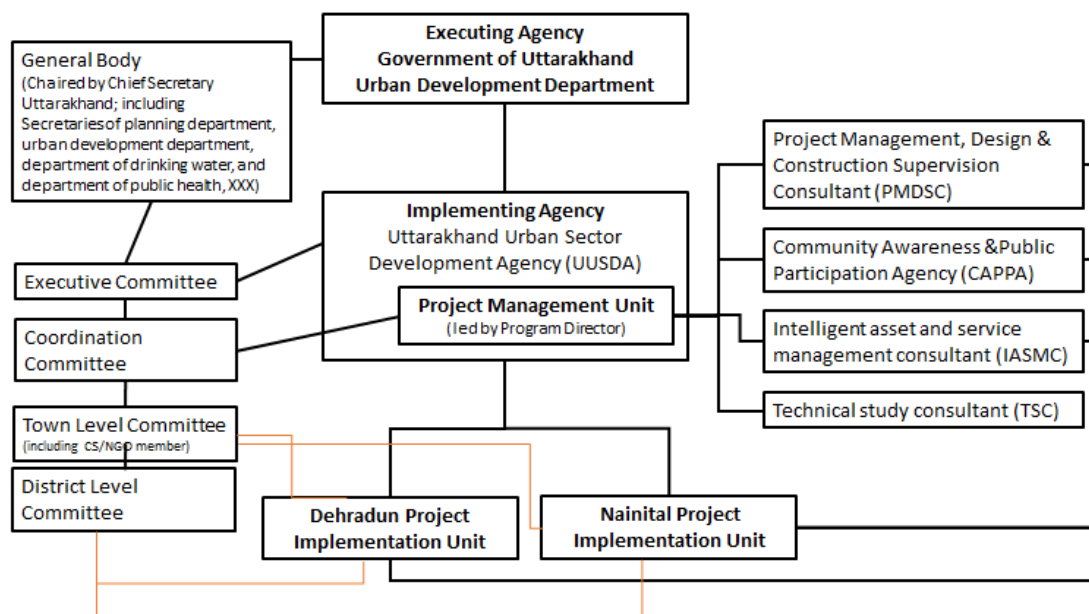 Executing Agency
Government of Uttarakhand
Urban Development Department
General Body
(Chaired by Chief Secretary
Uttarakhand; including
Secretaries of planning department,
urban development department,
department of drinking water, and
department of public health, XXX)
Implementing Agency
Uttarakhand Urban Sector
Development Agency (UUSDA)
Project Management Unit
(led by Program Director)
Executive Committee
Coordination
Committee
Town Level Committee
(including CS/NGO member)
District Level
Committee
Project Management, Design &
Construction Supervision
Consultant (PMDSC)
Community Awareness &Public
Participation Agency (CAPPA)
Intelligent asset and service
management consultant (IASMC)
Technical study consultant (TSC)
Dehradun Project
Implementation Unit
Nainital Project
Implementation Unit